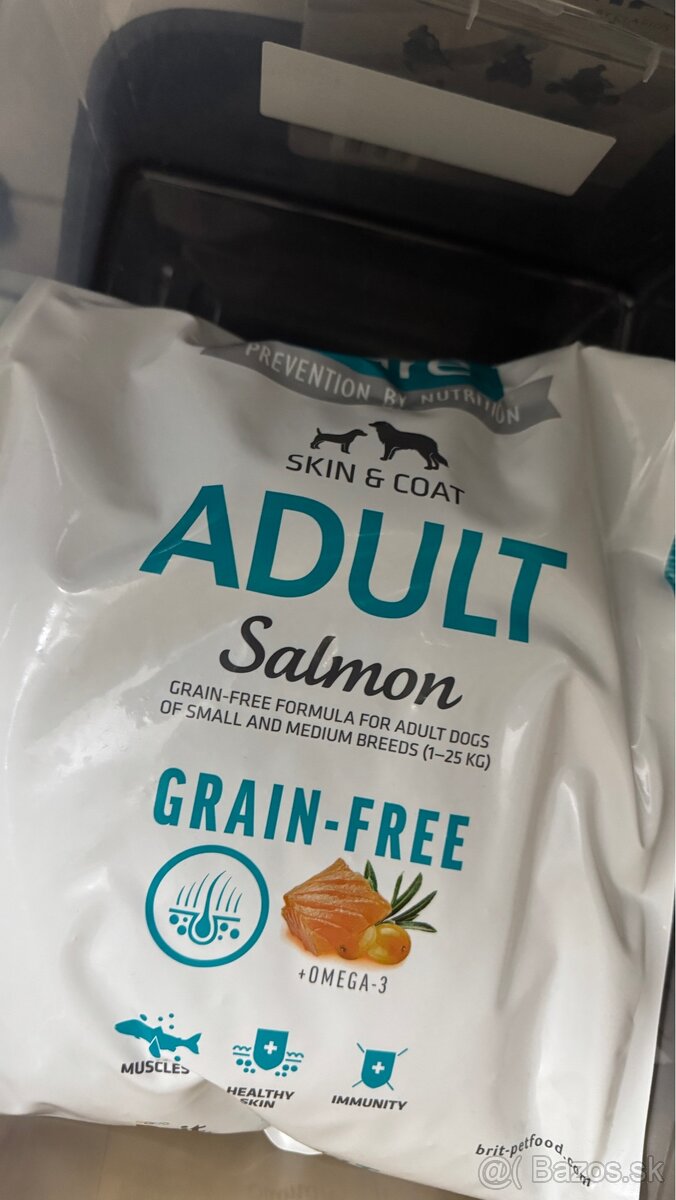 PREVENTION BY NUTRITION
SKIN & COAT
ADULT
Salmon
GRAIN-FREE FORMULA FOR ADULT DOGS
OF SMALL AND MEDIUM BREEDS (1–25 KG)
GRAIN-FREE
+OMEGA-3
MUSCLES
HEALTHY
SKIN
IMMUNITY
brit-petfood.com
@( Bazos.sk